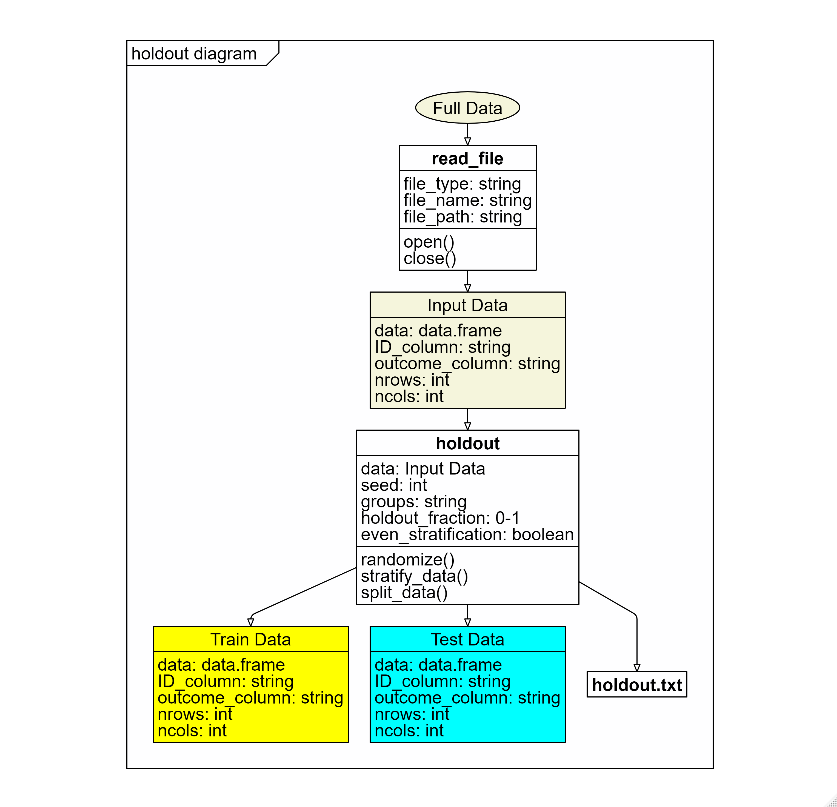 holdout diagram
Full Data
read_file
file_type: string
file_name: string
file_path: string
open()
close()
Input Data
data: data.frame
ID_column: string
outcome_column: string
nrows: int
ncols: int
holdout
data: Input Data
seed: int
groups: string
holdout_fraction: 0-1
even_stratification: boolean
randomize()
stratify_data()
split_data()
Train Data
data: data.frame
ID_column: string
outcome_column: string
nrows: int
ncols: int
Test Data
data: data.frame
ID_column: string
outcome_column: string
nrows: int
ncols: int
holdout.txt